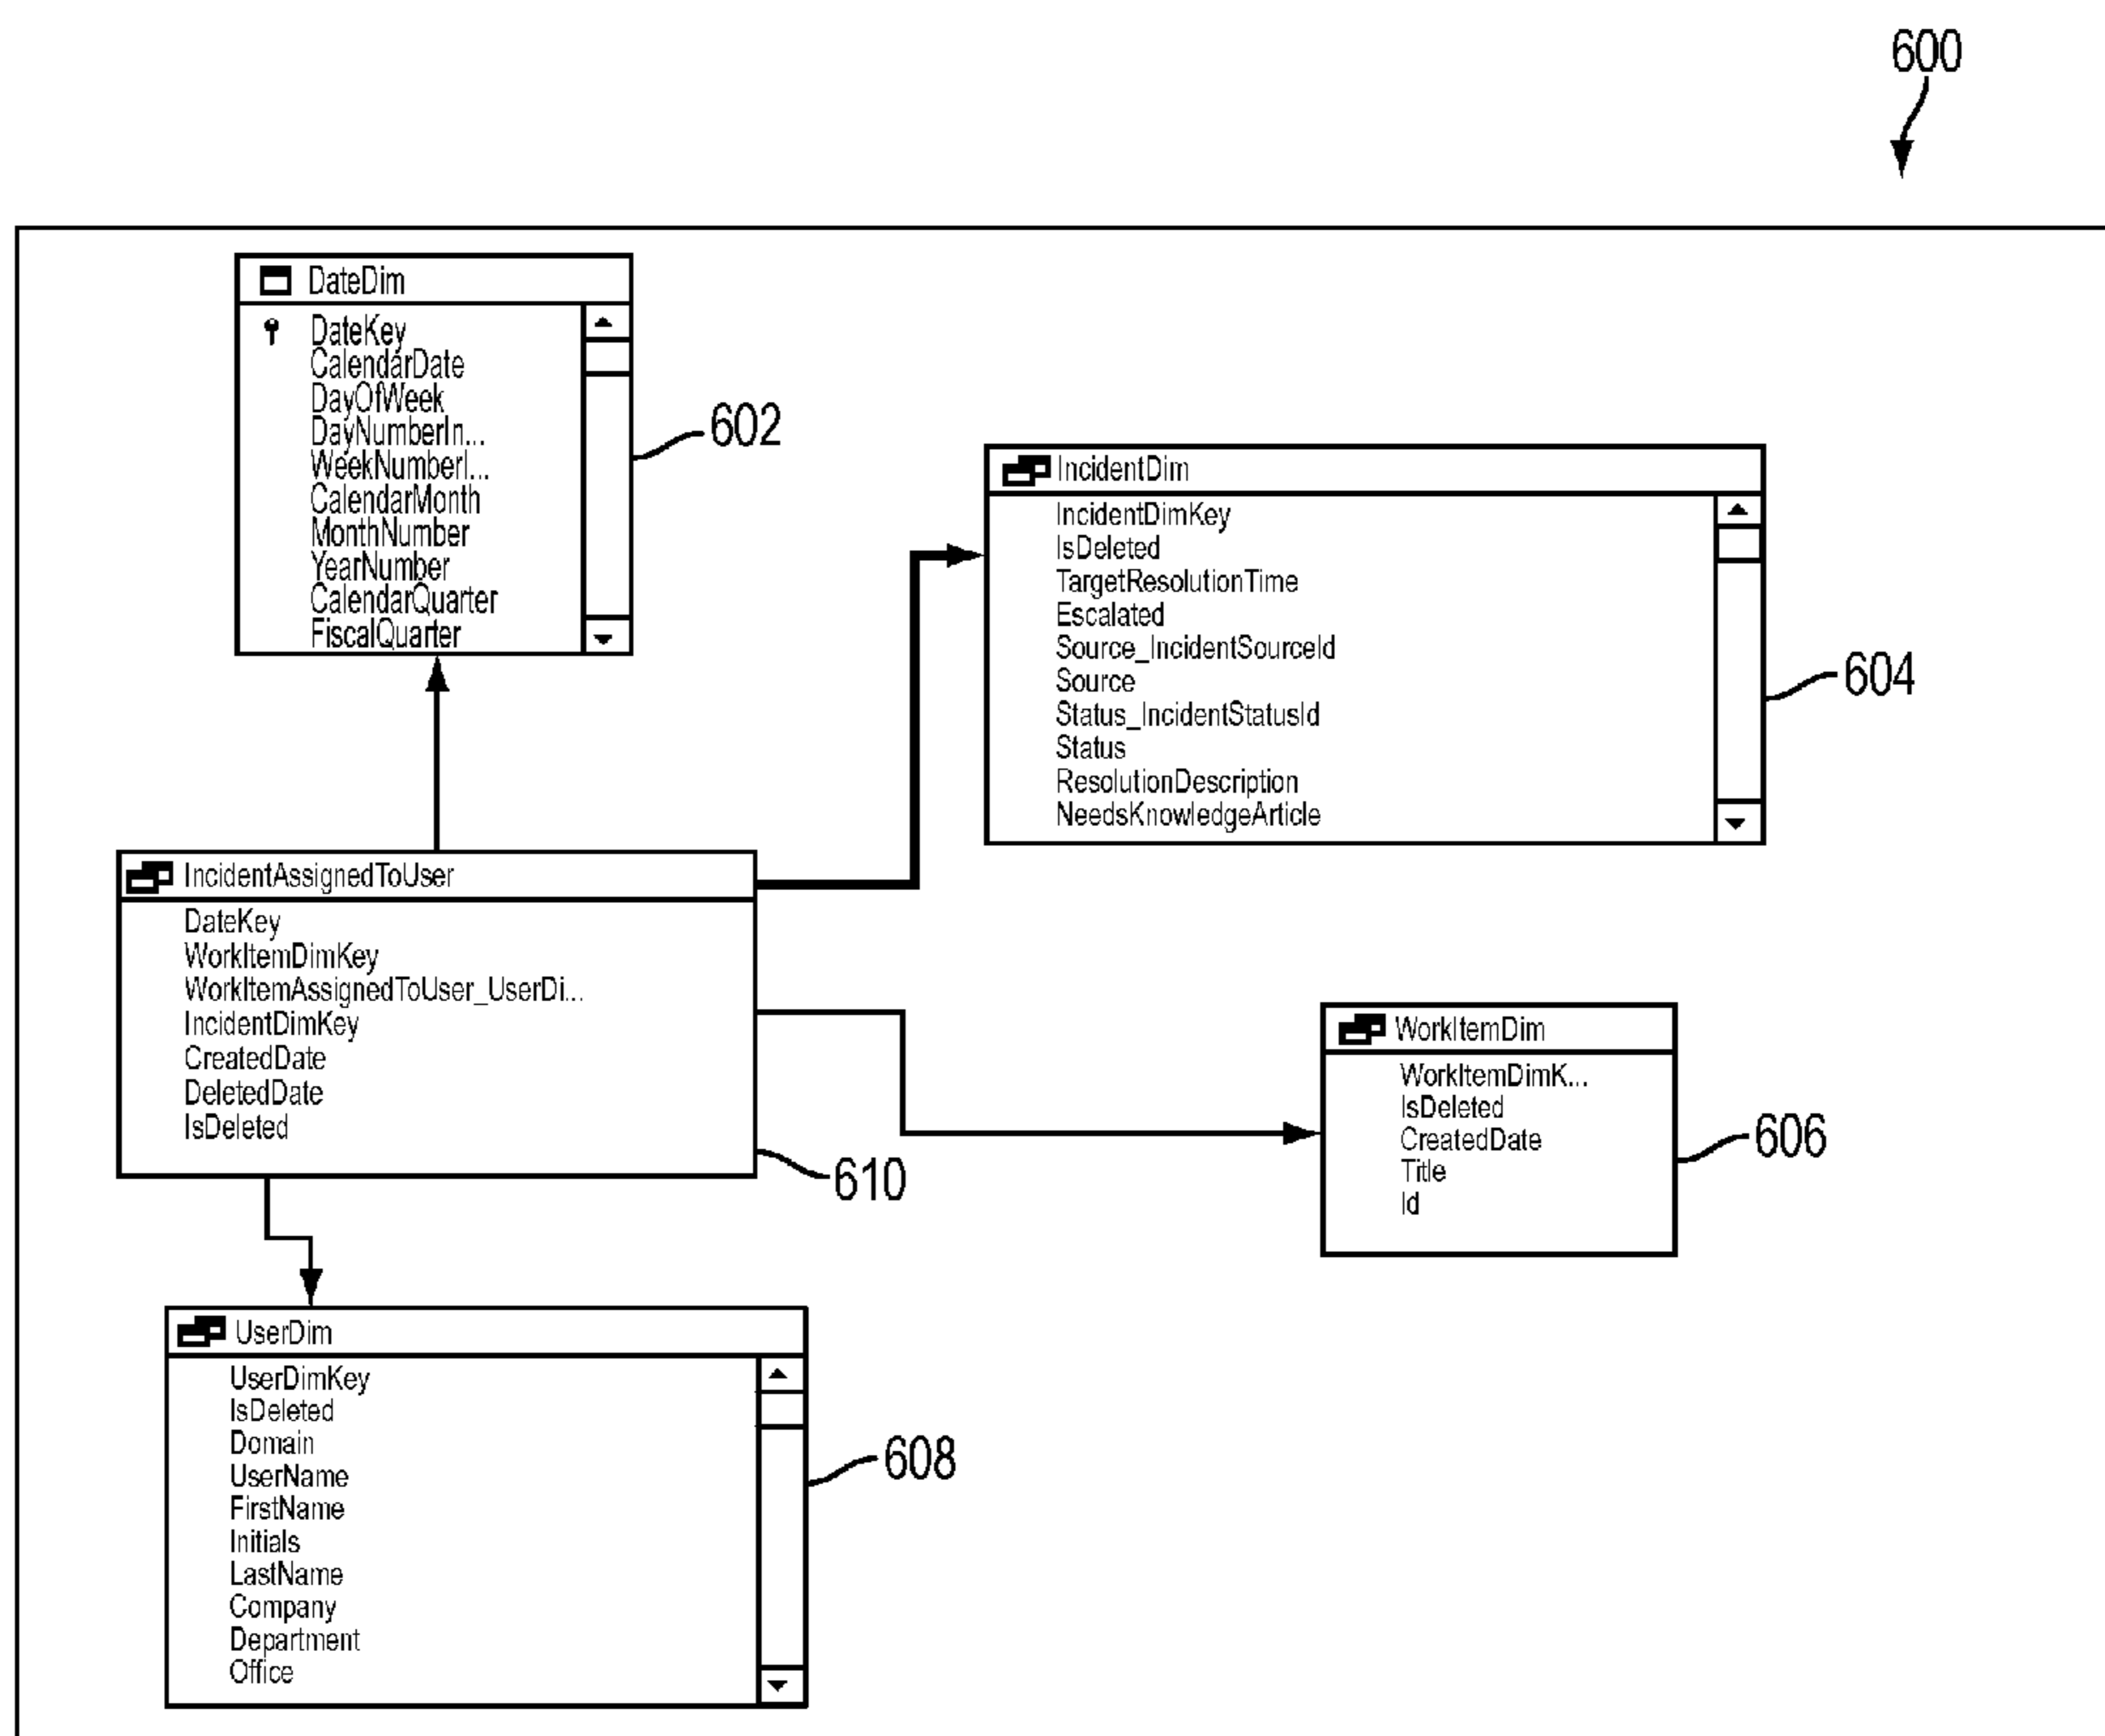 600
DateDim
DateKey
CalendarDate
DayOfWeek
DayNumberIn...
WeekNumberI...
CalendarMonth
MonthNumber
YearNumber
CalendarQuarter
FiscalQuarter
602
IncidentDim
IncidentDimKey
IsDeleted
TargetResolutionTime
Escalated
Source_IncidentSourceId
Source
Status_IncidentStatusId
Status
ResolutionDescription
NeedsKnowledgeArticle
604
IncidentAssignedToUser
DateKey
WorkItemDimKey
WorkItemAssignedToUser_UserDi...
IncidentDimKey
CreatedDate
DeletedDate
IsDeleted
610
WorkItemDim
WorkItemDimK...
IsDeleted
CreatedDate
Title
Id
606
UserDim
UserDimKey
IsDeleted
Domain
UserName
FirstName
Initials
LastName
Company
Department
Office
608